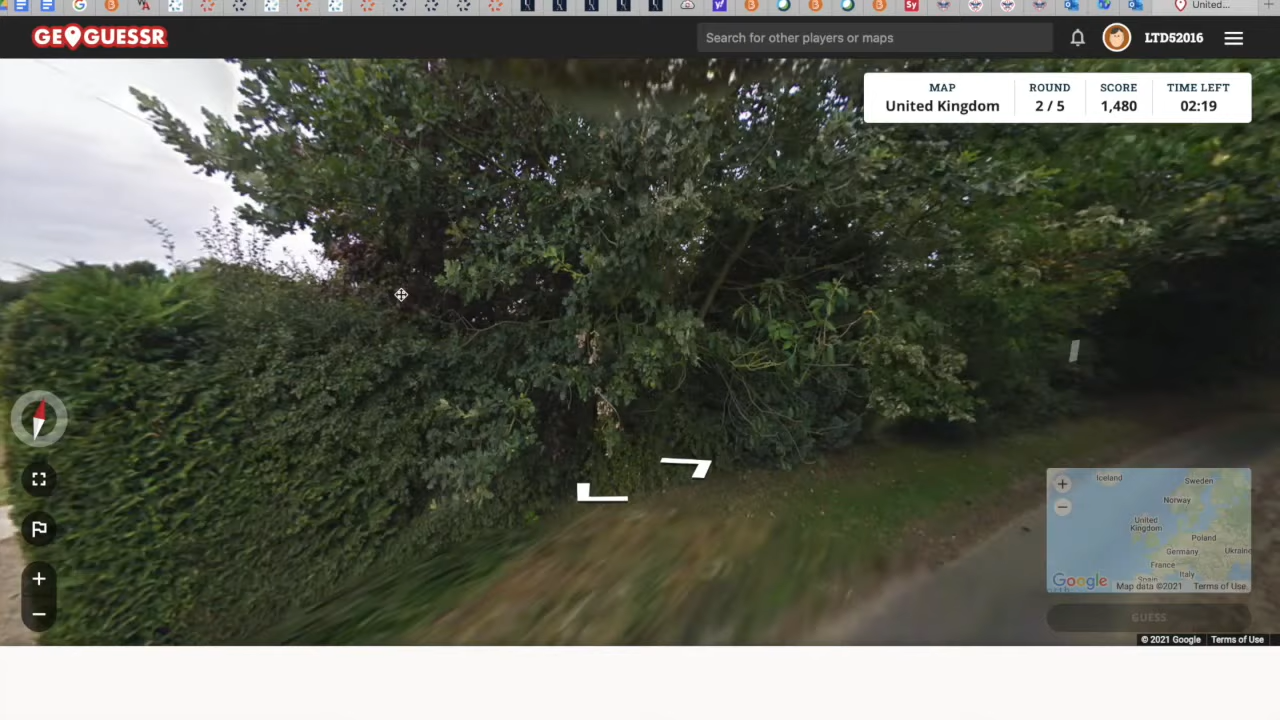 United...
GEOGUESSR
Search for other players or maps
LTD52016
MAP
United Kingdom
ROUND
2 / 5
SCORE
1,480
TIME LEFT
02:19
Iceland
Sweden
Norway
United
Kingdom
Poland
Germany
Ukraine
France
Spain
Italy
Google
Map data ©2021
Terms of Use
GUESS
© 2021 Google
Terms of Use